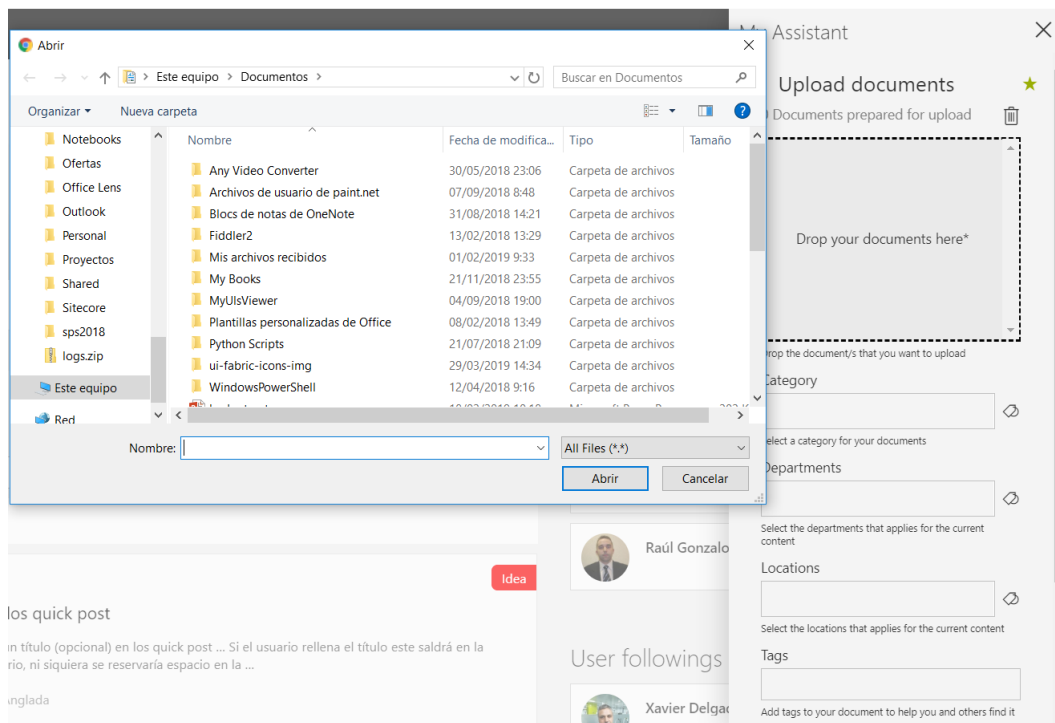 Abrir
Este equipo > Documentos >
Buscar en Documentos
Organizar
Nueva carpeta
?
Notebooks
Ofertas
Office Lens
Outlook
Personal
Proyectos
Shared
Sitecore
sps2018
logs.zip
Este equipo
Red
Nombre Fecha de modifica... Tipo Tamaño
Any Video Converter 30/05/2018 23:06 Carpeta de archivos
Archivos de usuario de paint.net 07/09/2018 8:48 Carpeta de archivos
Blocs de notas de OneNote 31/08/2018 14:21 Carpeta de archivos
Fiddler2 13/02/2018 13:29 Carpeta de archivos
Mis archivos recibidos 01/02/2019 9:33 Carpeta de archivos
My Books 21/11/2018 23:55 Carpeta de archivos
MyUIsViewer 04/09/2018 19:00 Carpeta de archivos
Plantillas personalizadas de Office 08/02/2018 13:49 Carpeta de archivos
Python Scripts 21/07/2018 21:09 Carpeta de archivos
ui-fabric-icons-img 29/03/2019 14:34 Carpeta de archivos
WindowsPowerShell 12/04/2018 9:16 Carpeta de archivos
Nombre:
All Files (*.*)
Abrir
Cancelar
Idea
los quick post
un título (opcional) en los quick post ... Si el usuario rellena el título este saldrá en la
rio, ni siquiera se reservaría espacio en la ...
Anglada
Raúl Gonzalo
User followings
Xavier Delgad
Assistant
Upload documents
Documents prepared for upload
Drop your documents here*
Drop the document/s that you want to upload
Category
Select a category for your documents
Departments
Select the departments that applies for the current
content
Locations
Select the locations that applies for the current content
Tags
Add tags to your document to help you and others find it